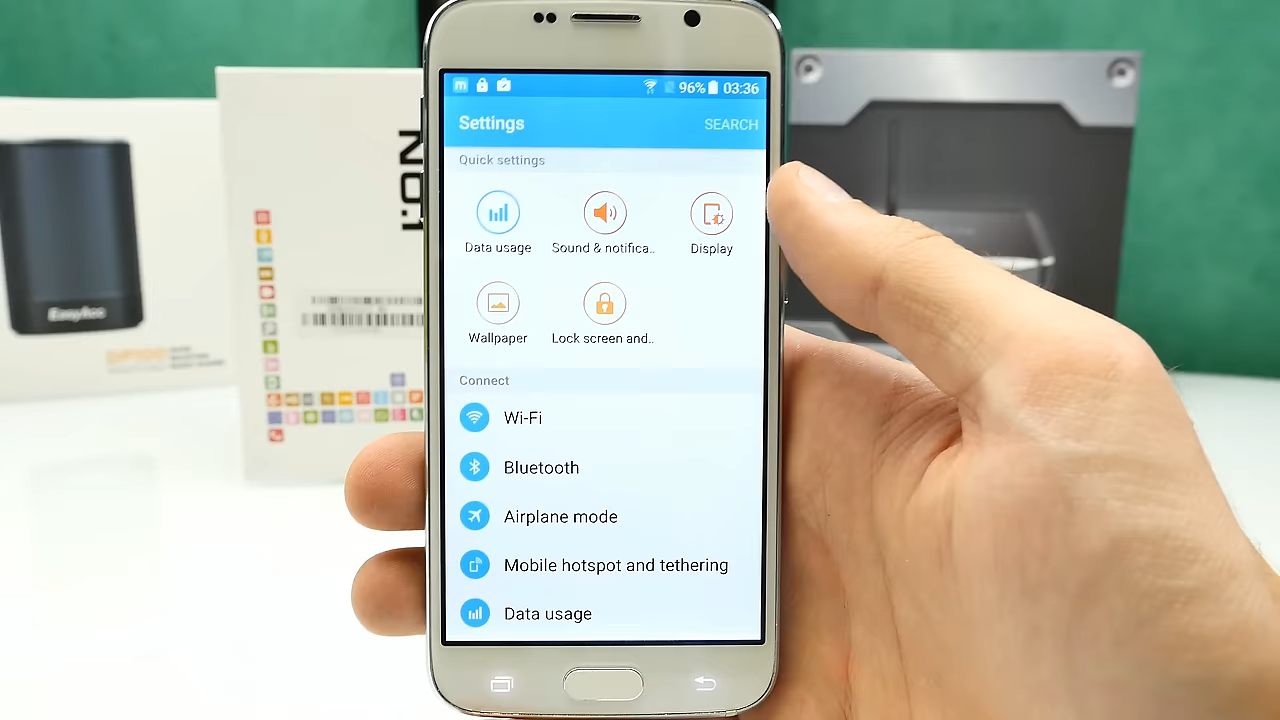 m 96% 03:36
Settings SEARCH
Quick settings
Data usage Sound & notifica.. Display
Wallpaper Lock screen and..
Connect
Wi-Fi
Bluetooth
Airplane mode
Mobile hotspot and tethering
Data usage
NO.1
EasyAcc